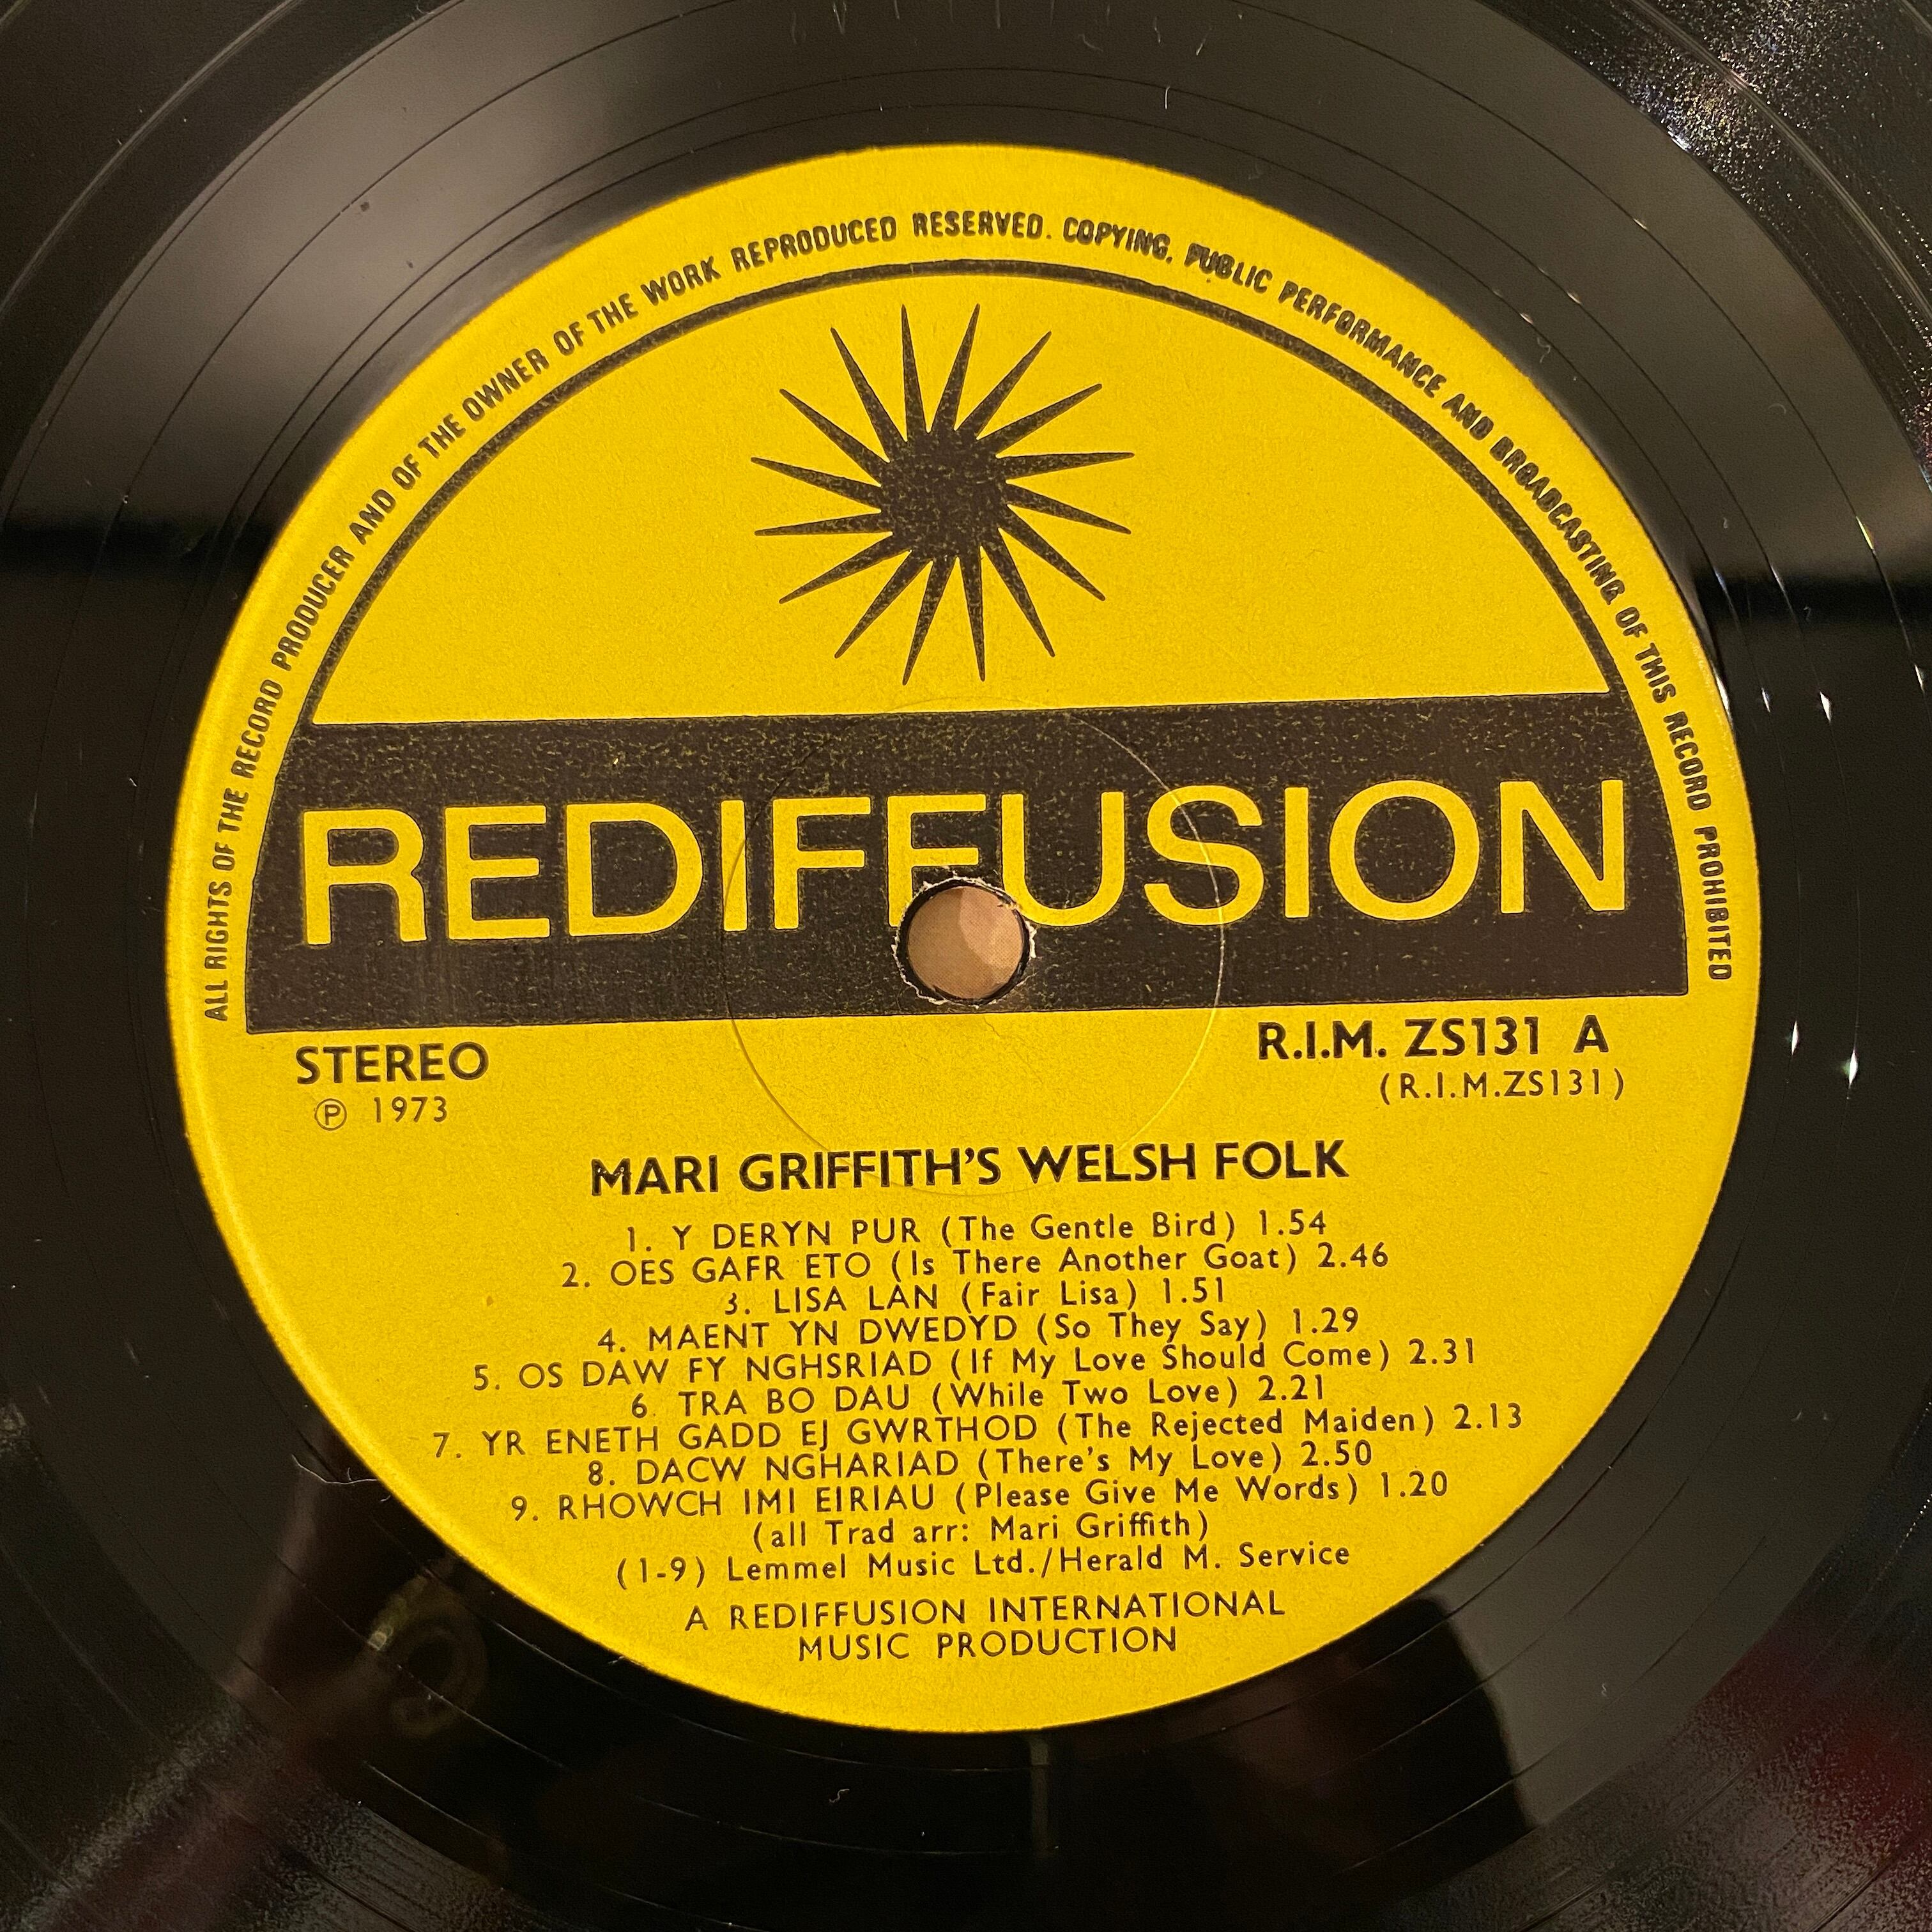 ALL RIGHTS OF THE RECORD PRODUCER AND OF THE OWNER OF THE WORK REPRODUCED RESERVED. COPYING, PUBLIC PERFORMANCE AND BROADCASTING OF THIS RECORD PROHIBITED
REDIFFUSION
STEREO
℗ 1973
R.I.M. ZS131 A
(R.I.M.ZS131)
MARI GRIFFITH'S WELSH FOLK
1. Y DERYN PUR (The Gentle Bird) 1.54
2. OES GAFR ETO (Is There Another Goat) 2.46
3. LISA LÂN (Fair Lisa) 1.51
4. MAENT YN DWEDYD (So They Say) 1.29
5. OS DAW FY NGHSRIAD (If My Love Should Come) 2.31
6. TRA BO DAU (While Two Love) 2.21
7. YR ENETH GADD EJ GWRTHOD (The Rejected Maiden) 2.13
8. DACW NGHARIAD (There's My Love) 2.50
9. RHOWCH IMI EIRIAU (Please Give Me Words) 1.20
(all Trad arr: Mari Griffith)
(1-9) Lemmel Music Ltd./Herald M. Service
A REDIFFUSION INTERNATIONAL
MUSIC PRODUCTION